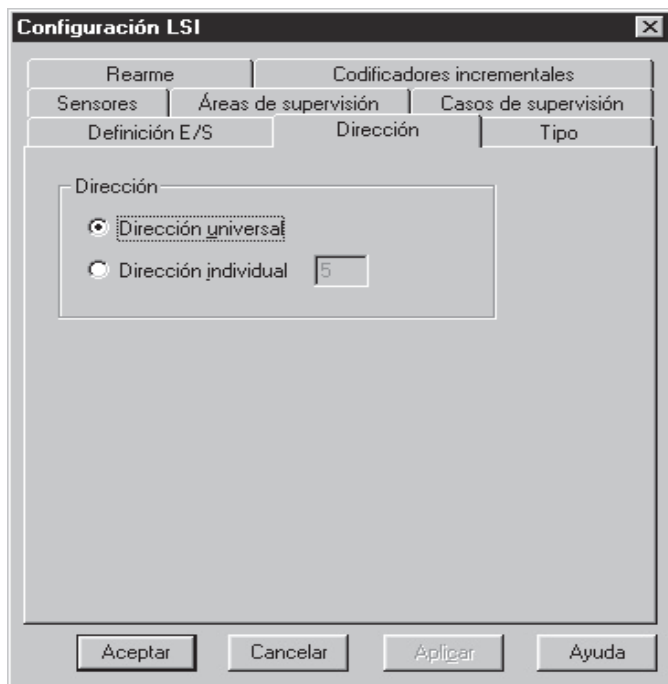 Configuración LSI
Rearme Codificadores incrementales
Sensores Áreas de supervisión Casos de supervisión
Definición E/S Dirección Tipo
Dirección
Dirección universal
Dirección individual 5
Aceptar Cancelar Aplicar Ayuda